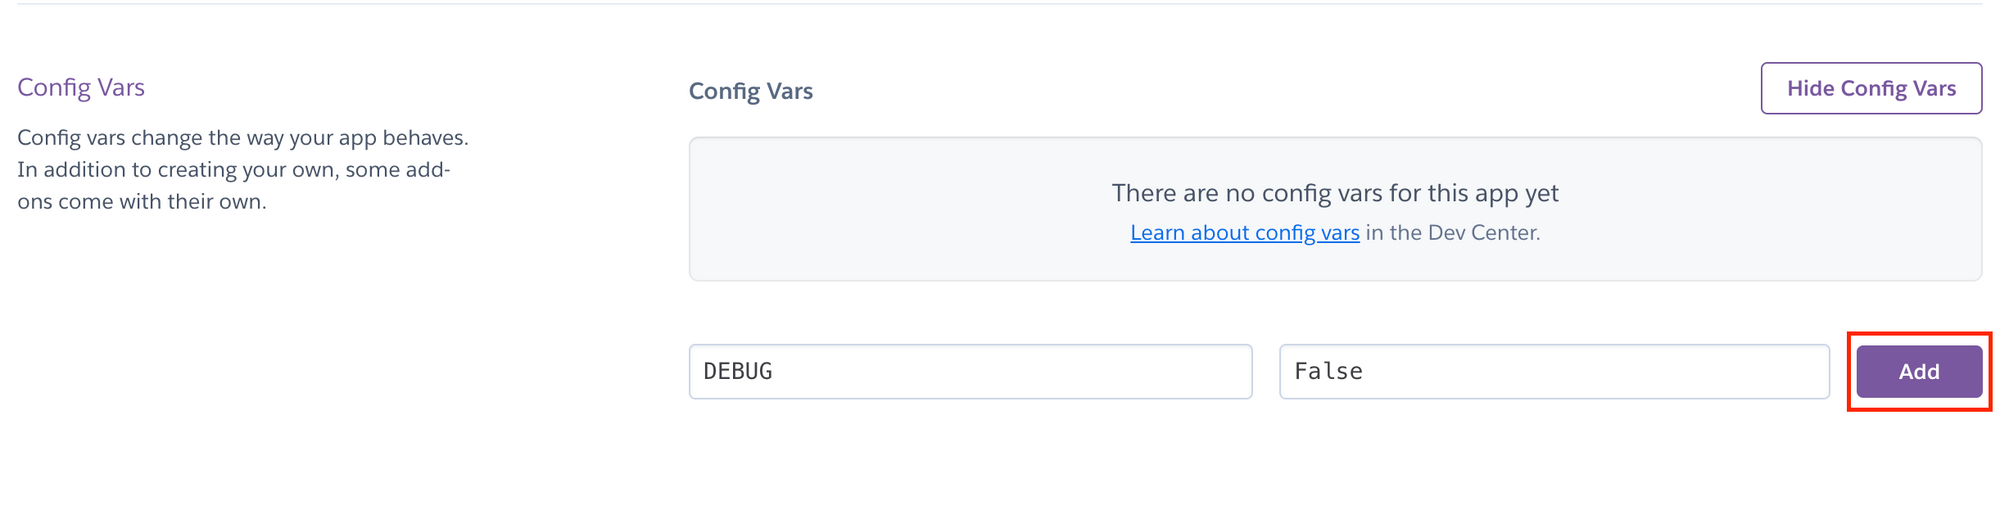 Config Vars
Config vars change the way your app behaves.
In addition to creating your own, some add-
ons come with their own.
Config Vars
Hide Config Vars
There are no config vars for this app yet
Learn about config vars in the Dev Center.
DEBUG
False
Add